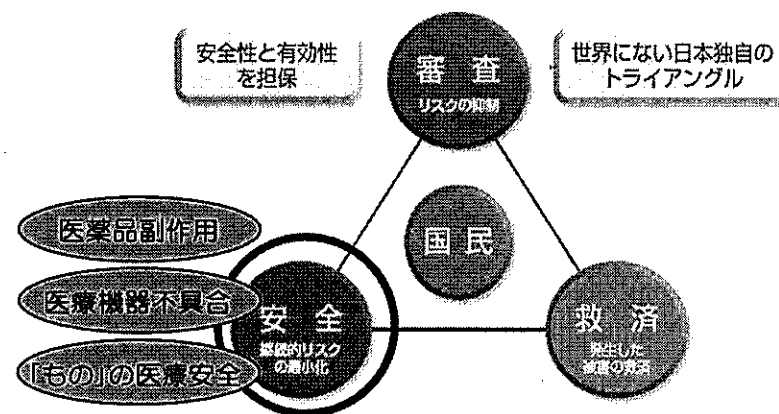 安全性と有効性
を担保
審 査
リスクの抑制
世界にない日本独自の
トライアングル
国 民
医薬品副作用
医療機器不具合
「もの」の医療安全
安 全
継続的リスク
の最小化
救 済
発生した
被害の救済